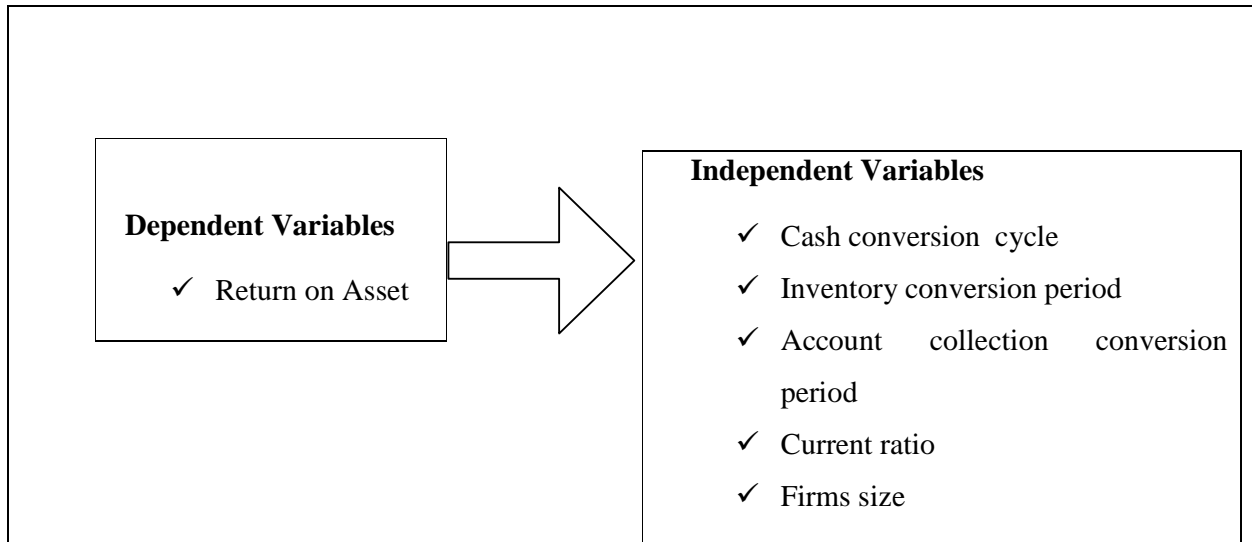 Dependent Variables
✓ Return on Asset
Independent Variables
✓ Cash conversion cycle
✓ Inventory conversion period
✓ Account collection conversion
period
✓ Current ratio
✓ Firms size